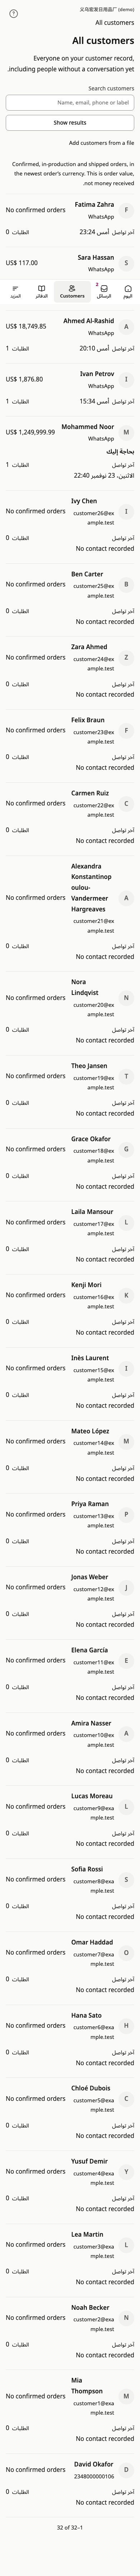 义乌宏发日用品厂 (demo)
All customers
All customers
Everyone on your customer record, including people without a conversation yet.
Search customers
Name, email, phone or label
Show results
Add customers from a file
Confirmed, in-production and shipped orders, in the newest order's currency. This is order value, not money received.
F
Fatima Zahra
WhatsApp
No confirmed orders
آخر تواصل أمس 23:24
الطلبات 0
S
Sara Hassan
WhatsApp
US$ 117.00
اليوم
الرسائل
2
Customers
الدفاتر
المزيد
A
Ahmed Al-Rashid
WhatsApp
US$ 18,749.85
آخر تواصل أمس 20:10
الطلبات 1
I
Ivan Petrov
WhatsApp
US$ 1,876.80
آخر تواصل أمس 15:34
الطلبات 1
M
Mohammed Noor
WhatsApp
US$ 1,249,999.99
بحاجة إليك
آخر تواصل
الاثنين، 23 نوفمبر 22:40
الطلبات 1
I
Ivy Chen
customer26@example.test
No confirmed orders
آخر تواصل
No contact recorded
الطلبات 0
B
Ben Carter
customer25@example.test
No confirmed orders
آخر تواصل
No contact recorded
الطلبات 0
Z
Zara Ahmed
customer24@example.test
No confirmed orders
آخر تواصل
No contact recorded
الطلبات 0
F
Felix Braun
customer23@example.test
No confirmed orders
آخر تواصل
No contact recorded
الطلبات 0
C
Carmen Ruiz
customer22@example.test
No confirmed orders
آخر تواصل
No contact recorded
الطلبات 0
A
Alexandra Konstantinopoulou-Vandermeer Hargreaves
customer21@example.test
No confirmed orders
آخر تواصل
No contact recorded
الطلبات 0
N
Nora Lindqvist
customer20@example.test
No confirmed orders
آخر تواصل
No contact recorded
الطلبات 0
T
Theo Jansen
customer19@example.test
No confirmed orders
آخر تواصل
No contact recorded
الطلبات 0
G
Grace Okafor
customer18@example.test
No confirmed orders
آخر تواصل
No contact recorded
الطلبات 0
L
Laila Mansour
customer17@example.test
No confirmed orders
آخر تواصل
No contact recorded
الطلبات 0
K
Kenji Mori
customer16@example.test
No confirmed orders
آخر تواصل
No contact recorded
الطلبات 0
I
Inès Laurent
customer15@example.test
No confirmed orders
آخر تواصل
No contact recorded
الطلبات 0
M
Mateo López
customer14@example.test
No confirmed orders
آخر تواصل
No contact recorded
الطلبات 0
P
Priya Raman
customer13@example.test
No confirmed orders
آخر تواصل
No contact recorded
الطلبات 0
J
Jonas Weber
customer12@example.test
No confirmed orders
آخر تواصل
No contact recorded
الطلبات 0
E
Elena García
customer11@example.test
No confirmed orders
آخر تواصل
No contact recorded
الطلبات 0
A
Amira Nasser
customer10@example.test
No confirmed orders
آخر تواصل
No contact recorded
الطلبات 0
L
Lucas Moreau
customer9@example.test
No confirmed orders
آخر تواصل
No contact recorded
الطلبات 0
S
Sofia Rossi
customer8@example.test
No confirmed orders
آخر تواصل
No contact recorded
الطلبات 0
O
Omar Haddad
customer7@example.test
No confirmed orders
آخر تواصل
No contact recorded
الطلبات 0
H
Hana Sato
customer6@example.test
No confirmed orders
آخر تواصل
No contact recorded
الطلبات 0
C
Chloé Dubois
customer5@example.test
No confirmed orders
آخر تواصل
No contact recorded
الطلبات 0
Y
Yusuf Demir
customer4@example.test
No confirmed orders
آخر تواصل
No contact recorded
الطلبات 0
L
Lea Martin
customer3@example.test
No confirmed orders
آخر تواصل
No contact recorded
الطلبات 0
N
Noah Becker
customer2@example.test
No confirmed orders
آخر تواصل
No contact recorded
الطلبات 0
M
Mia Thompson
customer1@example.test
No confirmed orders
آخر تواصل
No contact recorded
الطلبات 0
D
David Okafor
2348000000106
No confirmed orders
آخر تواصل
No contact recorded
الطلبات 0
32 of 32–1